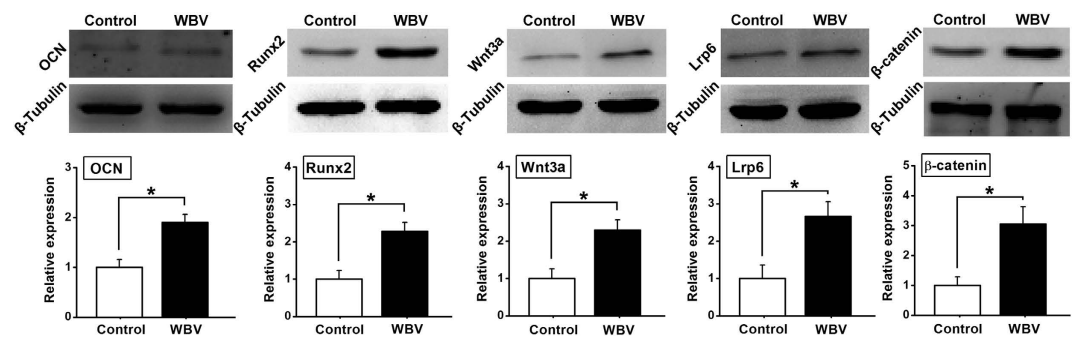 Control WBV Control WBV Control WBV Control WBV Control WBV
OCN Runx2 Wnt3a Lrp6 β-catenin
β-Tubulin β-Tubulin β-Tubulin β-Tubulin β-Tubulin
OCN
Relative expression
3
2
1
0
*
Control WBV
Runx2
Relative expression
4
3
2
1
0
*
Control WBV
Wnt3a
Relative expression
4
3
2
1
0
*
Control WBV
Lrp6
Relative expression
4
3
2
1
0
*
Control WBV
β-catenin
Relative expression
5
4
3
2
1
0
*
Control WBV